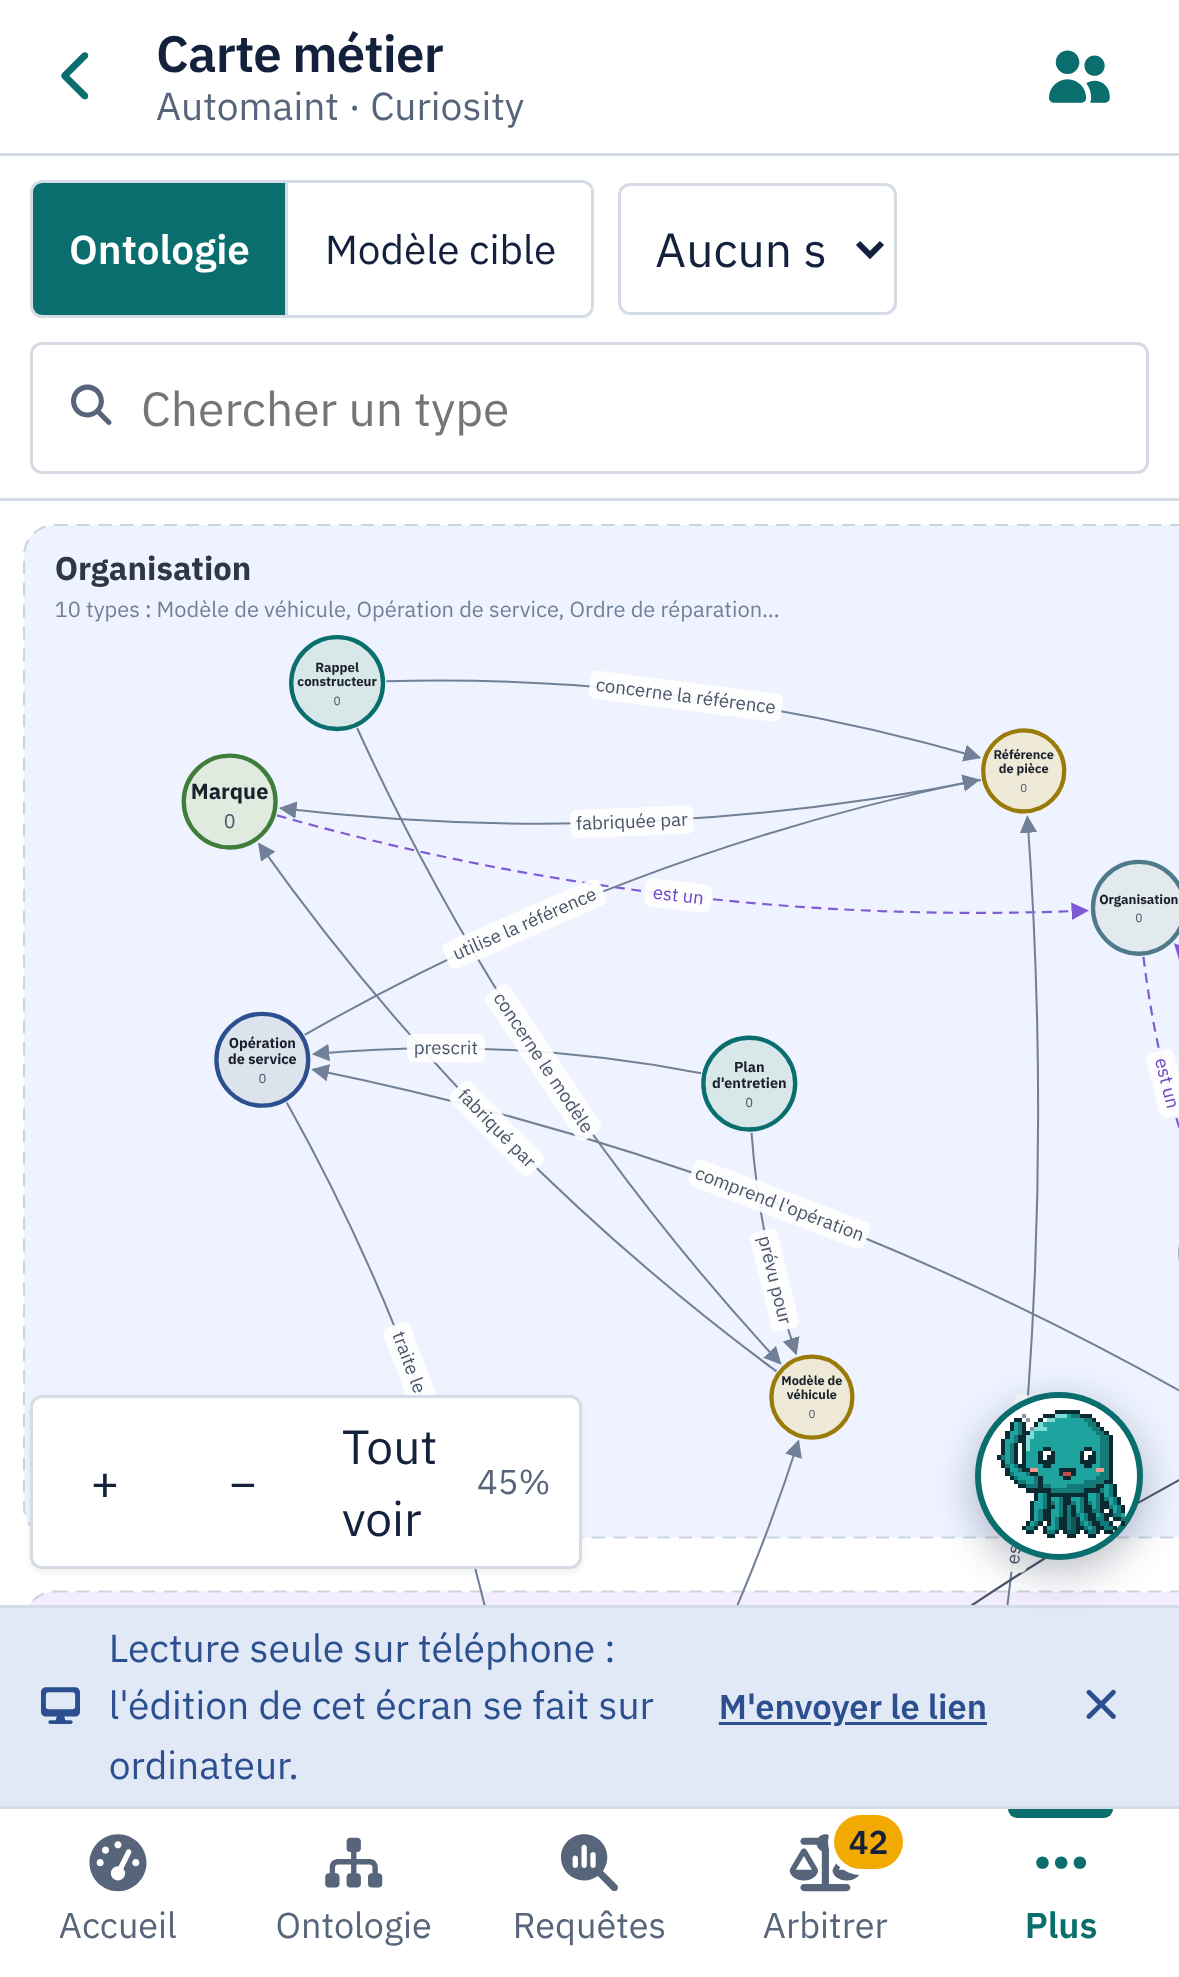 Carte métier
Automaint · Curiosity
Ontologie
Modèle cible
Aucun s
Chercher un type
Organisation
10 types : Modèle de véhicule, Opération de service, Ordre de réparation...
Rappel
constructeur
0
concerne la référence
Référence
de pièce
0
Marque
0
fabriquée par
est un
Organisation
0
utilise la référence
concerne le modèle
Opération
de service
0
prescrit
Plan
d'entretien
0
est un
fabriqué par
comprend l'opération
prévu pour
traite le
Modèle de
véhicule
0
+
−
Tout
voir
45%
es
Lecture seule sur téléphone :
l'édition de cet écran se fait sur
ordinateur.
M'envoyer le lien
42
Accueil
Ontologie
Requêtes
Arbitrer
Plus